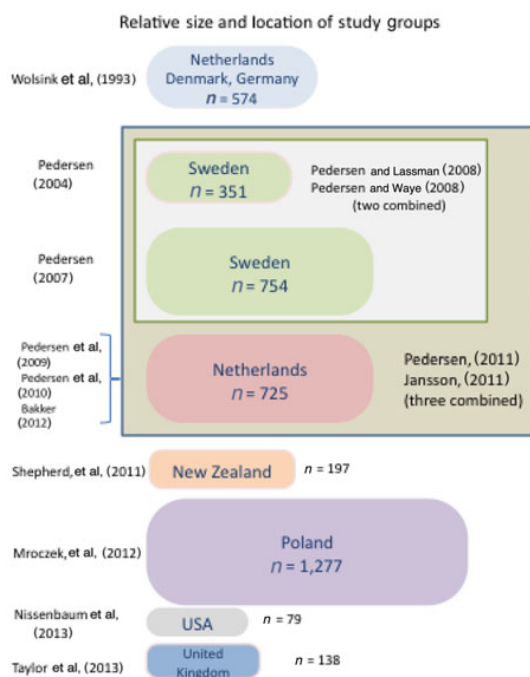 Relative size and location of study groups
Wolsink et al, (1993)
Netherlands
Denmark, Germany
n = 574
Pedersen
(2004)
Sweden
n = 351
Pedersen and Lassman (2008)
Pedersen and Waye (2008)
(two combined)
Pedersen
(2007)
Sweden
n = 754
Pedersen et al,
(2009)
Pedersen et al,
(2010)
Bakker
(2012)
Netherlands
n = 725
Pedersen, (2011)
Jansson, (2011)
(three combined)
Shepherd, et al, (2011)
New Zealand
n = 197
Mroczek, et al, (2012)
Poland
n = 1,277
Nissenbaum et al,
(2013)
USA
n = 79
Taylor et al, (2013)
United
Kingdom
n = 138